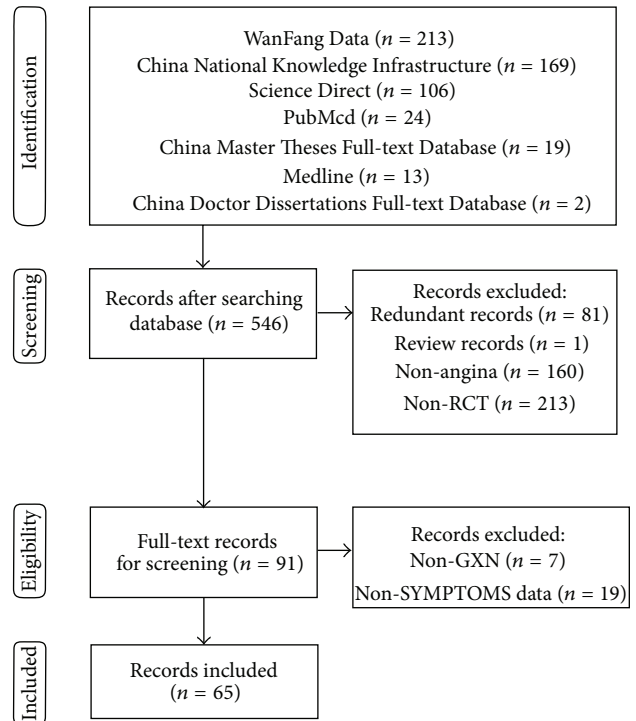 Identification
WanFang Data (n = 213)
China National Knowledge Infrastructure (n = 169)
Science Direct (n = 106)
PubMcd (n = 24)
China Master Theses Full-text Database (n = 19)
Medline (n = 13)
China Doctor Dissertations Full-text Database (n = 2)
Screening
Records after searching
database (n = 546)
Records excluded:
Redundant records (n = 81)
Review records (n = 1)
Non-angina (n = 160)
Non-RCT (n = 213)
Eligibility
Full-text records
for screening (n = 91)
Records excluded:
Non-GXN (n = 7)
Non-SYMPTOMS data (n = 19)
Included
Records included
(n = 65)